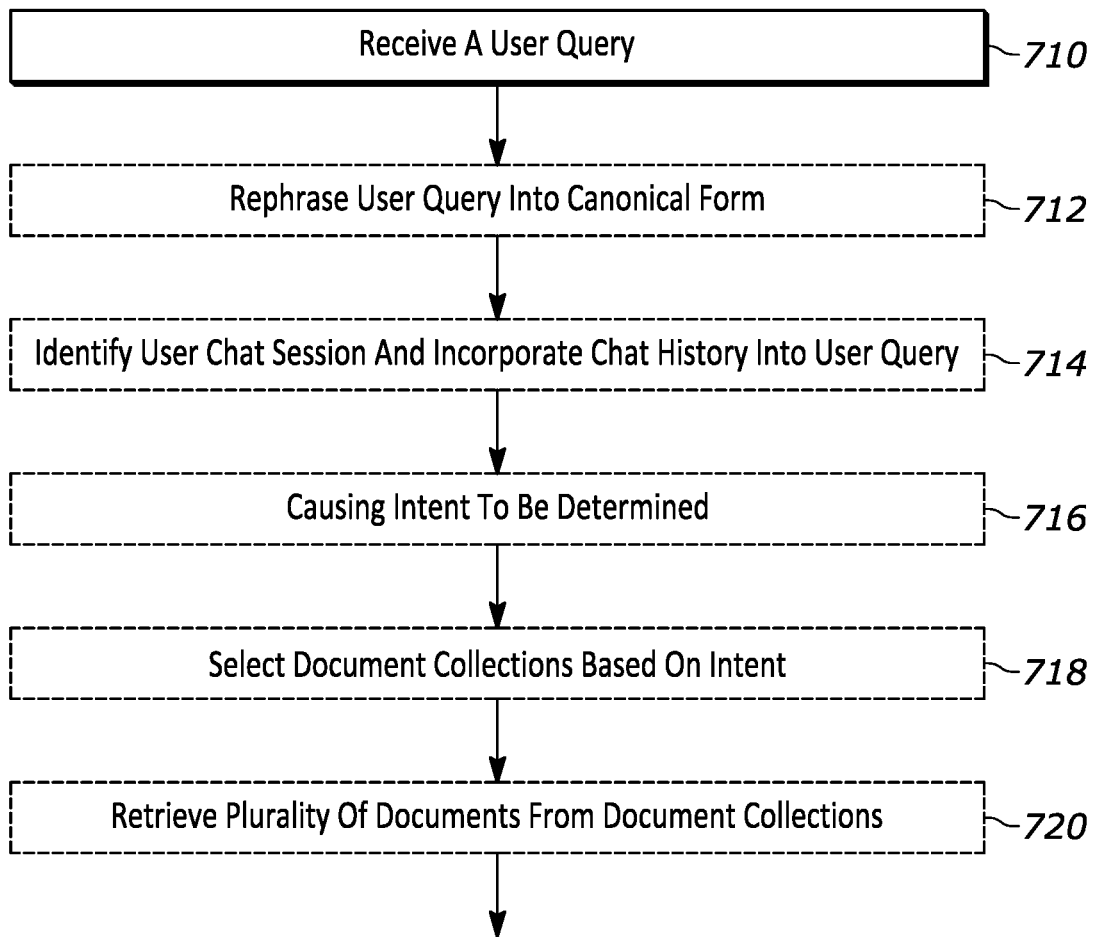 Receive A User Query 710
Rephrase User Query Into Canonical Form 712
Identify User Chat Session And Incorporate Chat History Into User Query 714
Causing Intent To Be Determined 716
Select Document Collections Based On Intent 718
Retrieve Plurality Of Documents From Document Collections 720